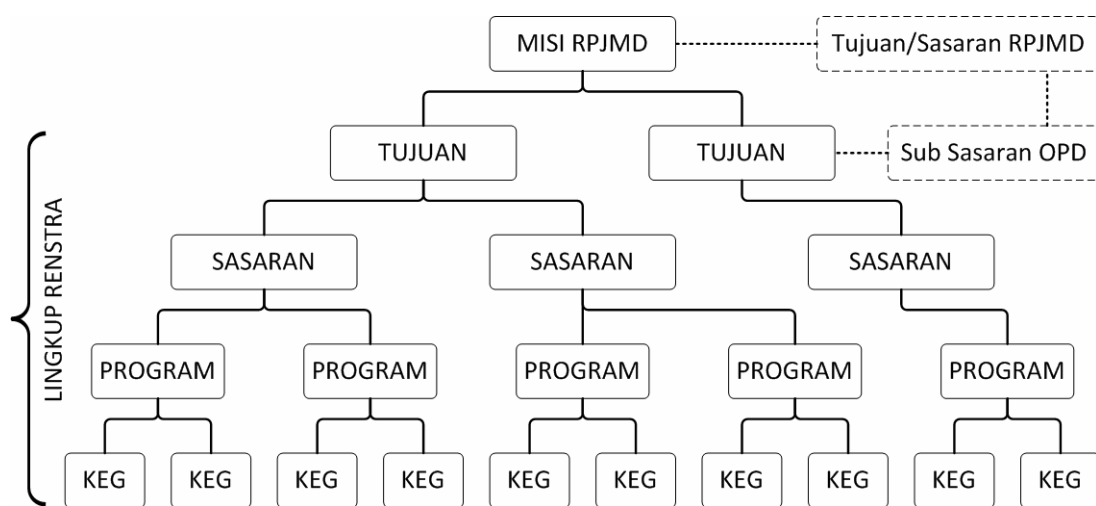 MISI RPJMD
Tujuan/Sasaran RPJMD
TUJUAN
TUJUAN
Sub Sasaran OPD
LINGKUP RENSTRA
SASARAN
SASARAN
SASARAN
PROGRAM
PROGRAM
PROGRAM
PROGRAM
PROGRAM
KEG
KEG
KEG
KEG
KEG
KEG
KEG
KEG
KEG
KEG